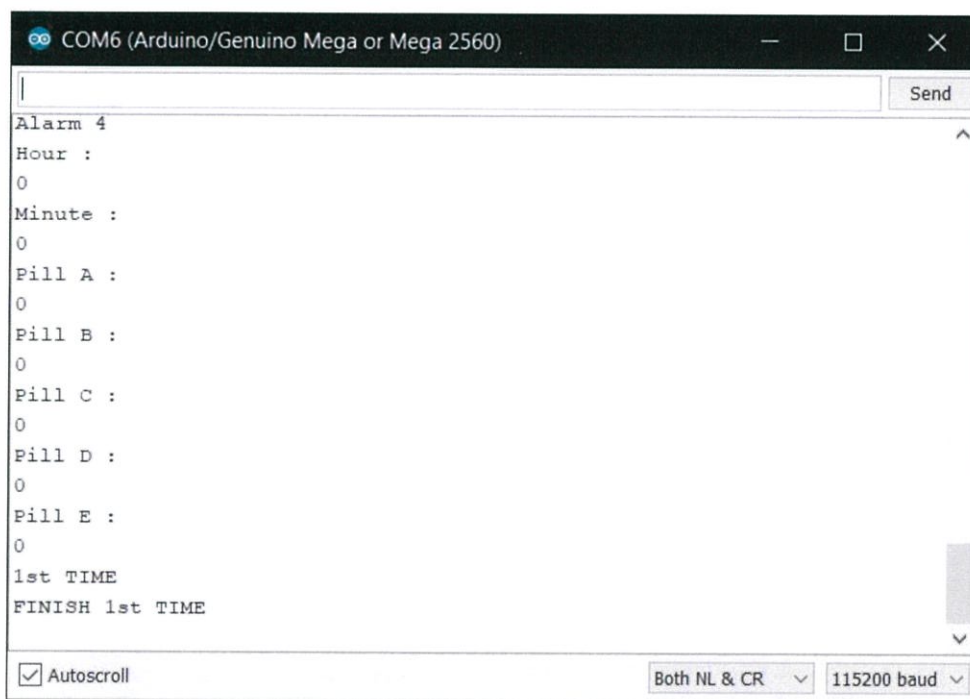 COM6 (Arduino/Genuino Mega or Mega 2560)
Send
Alarm 4
Hour :
0
Minute :
0
Pill A :
0
Pill B :
0
Pill C :
0
Pill D :
0
Pill E :
0
1st TIME
FINISH 1st TIME
Autoscroll
Both NL & CR
115200 baud